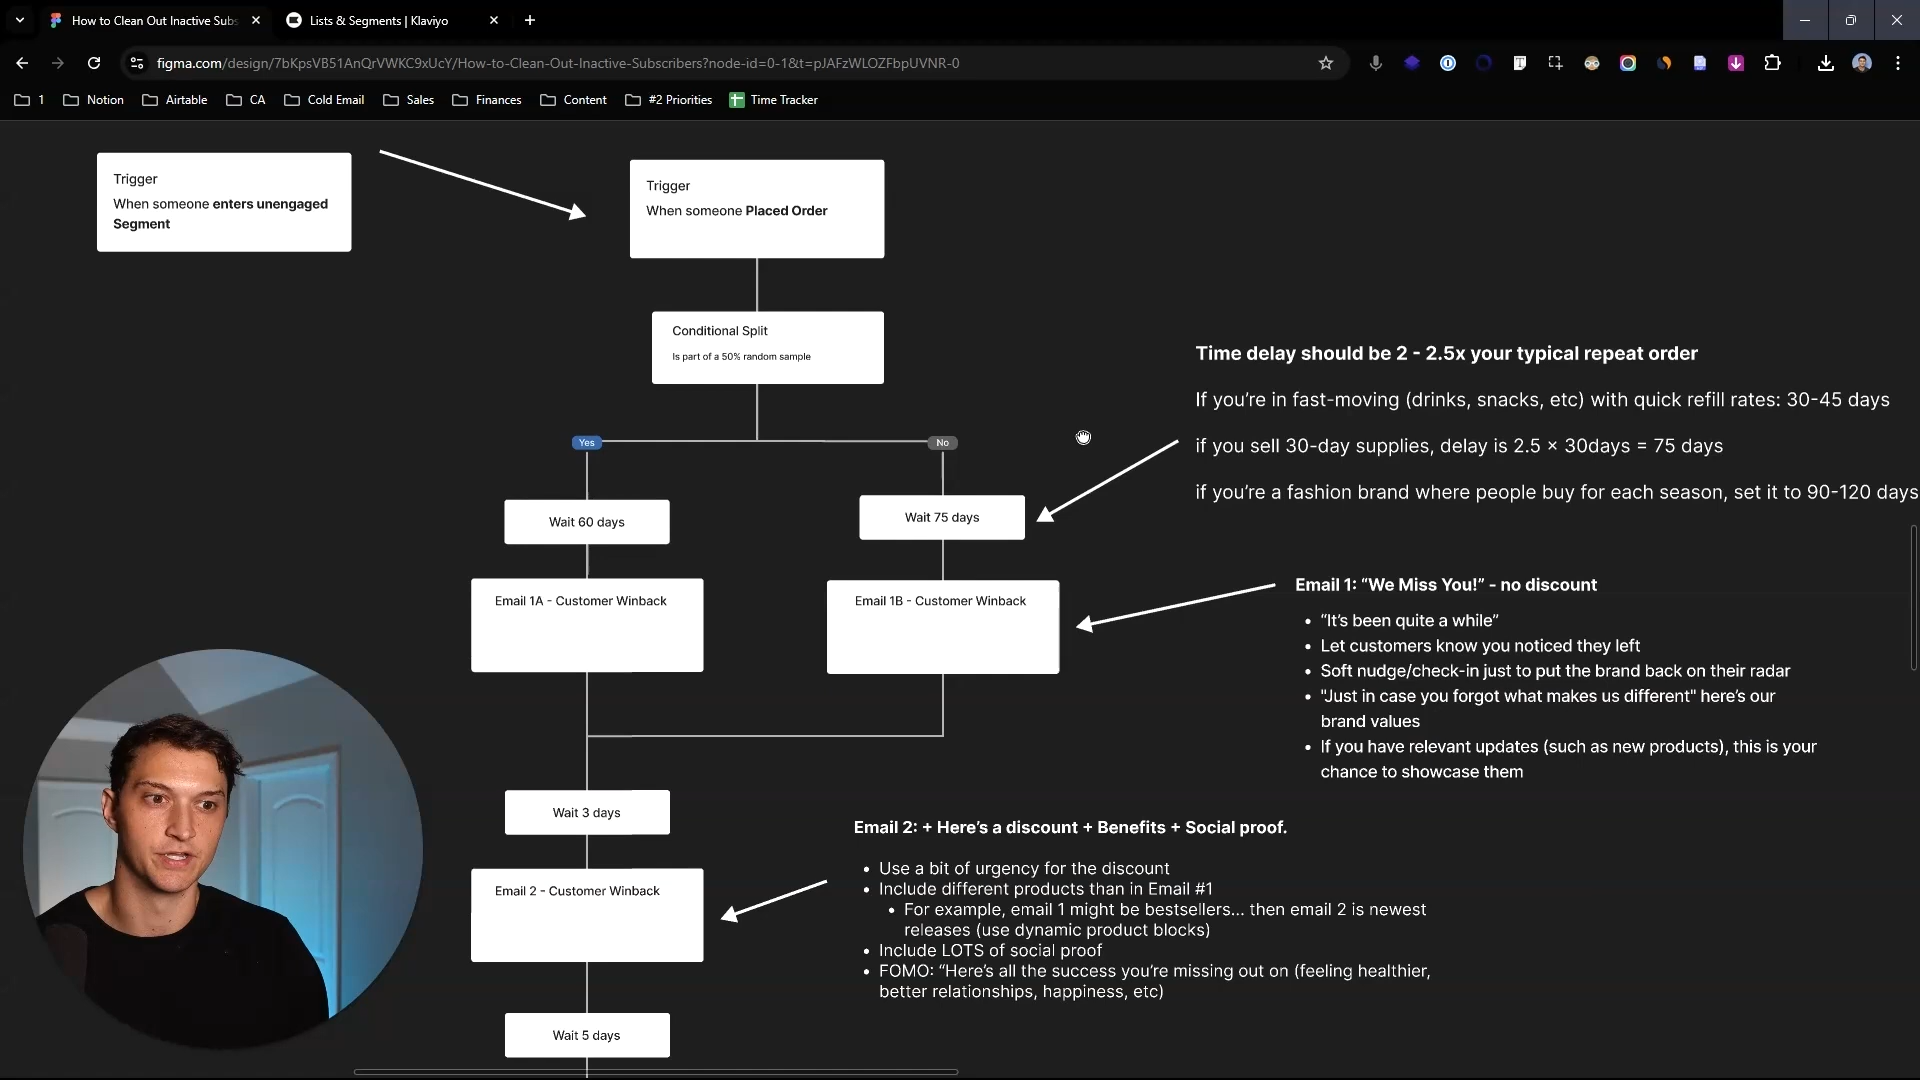 How to Clean Out Inactive Subs
Lists & Segments | Klaviyo
figma.com/design/7bKpsVB51AnQrVWKC9xUcY/How-to-Clean-Out-Inactive-Subscribers?node-id=0-1&t=pJAFzWLOZFbpUVNR-0
1
Notion
Airtable
CA
Cold Email
Sales
Finances
Content
#2 Priorities
Time Tracker
Trigger
When someone enters unengaged
Segment
Trigger
When someone Placed Order
Conditional Split
Is part of a 50% random sample
Yes
No
Wait 60 days
Wait 75 days
Time delay should be 2 - 2.5x your typical repeat order
If you’re in fast-moving (drinks, snacks, etc) with quick refill rates: 30-45 days
if you sell 30-day supplies, delay is 2.5 × 30days = 75 days
if you’re a fashion brand where people buy for each season, set it to 90-120 days
Email 1A - Customer Winback
Email 1B - Customer Winback
Email 1: “We Miss You!” - no discount
• “It’s been quite a while”
• Let customers know you noticed they left
• Soft nudge/check-in just to put the brand back on their radar
• "Just in case you forgot what makes us different" here’s our
brand values
• If you have relevant updates (such as new products), this is your
chance to showcase them
Wait 3 days
Email 2 - Customer Winback
Email 2: + Here’s a discount + Benefits + Social proof.
• Use a bit of urgency for the discount
• Include different products than in Email #1
• For example, email 1 might be bestsellers... then email 2 is newest
releases (use dynamic product blocks)
• Include LOTS of social proof
• FOMO: “Here’s all the success you’re missing out on (feeling healthier,
better relationships, happiness, etc)
Wait 5 days